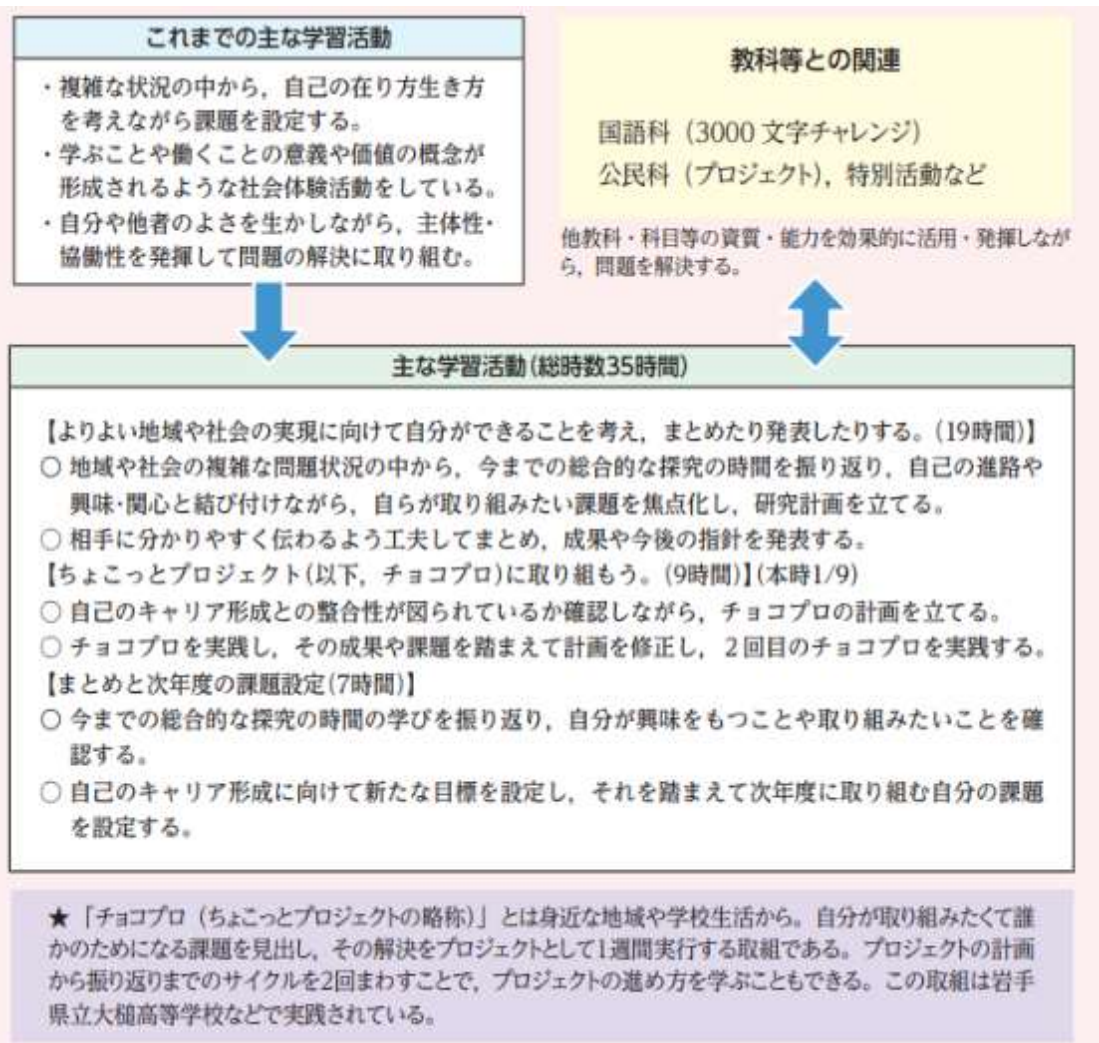 これまでの主な学習活動
・複雑な状況の中から，自己の在り方生き方
を考えながら課題を設定する。
・学ぶことや働くことの意義や価値の概念が
形成されるような社会体験活動をしている。
・自分や他者のよさを生かしながら，主体性・
協働性を発揮して問題の解決に取り組む。
教科等との関連
国語科（3000 文字チャレンジ）
公民科（プロジェクト），特別活動など
他教科・科目等の資質・能力を効果的に活用・発揮しなが
ら，問題を解決する。
主な学習活動(総時数35時間)
【よりよい地域や社会の実現に向けて自分ができることを考え，まとめたり発表したりする。(19時間)】
○ 地域や社会の複雑な問題状況の中から，今までの総合的な探究の時間を振り返り，自己の進路や
興味・関心と結び付けながら，自らが取り組みたい課題を焦点化し，研究計画を立てる。
○ 相手に分かりやすく伝わるよう工夫してまとめ，成果や今後の指針を発表する。
【ちょこっとプロジェクト(以下，チョコプロ)に取り組もう。(9時間)】(本時1/9)
○ 自己のキャリア形成との整合性が図られているか確認しながら，チョコプロの計画を立てる。
○ チョコプロを実践し，その成果や課題を踏まえて計画を修正し，２回目のチョコプロを実践する。
【まとめと次年度の課題設定(7時間)】
○ 今までの総合的な探究の時間の学びを振り返り，自分が興味をもつことや取り組みたいことを確
認する。
○ 自己のキャリア形成に向けて新たな目標を設定し，それを踏まえて次年度に取り組む自分の課題
を設定する。
★「チョコプロ（ちょこっとプロジェクトの略称）」とは身近な地域や学校生活から。自分が取り組みたくて誰
かのためになる課題を見出し，その解決をプロジェクトとして1週間実行する取組である。プロジェクトの計画
から振り返りまでのサイクルを2回まわすことで，プロジェクトの進め方を学ぶこともできる。この取組は岩手
県立大槌高等学校などで実践されている。